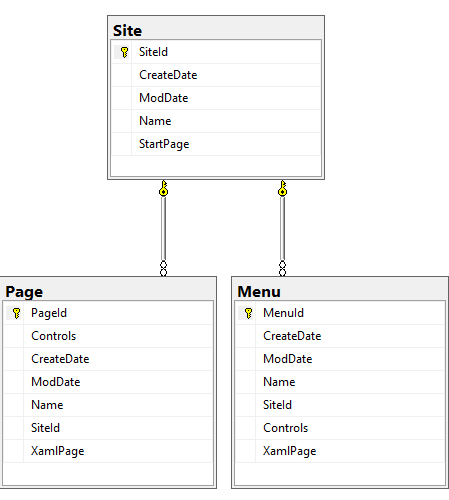 Site
SiteId
CreateDate
ModDate
Name
StartPage
Page
PageId
Controls
CreateDate
ModDate
Name
SiteId
XamlPage
Menu
MenuId
CreateDate
ModDate
Name
SiteId
Controls
XamlPage